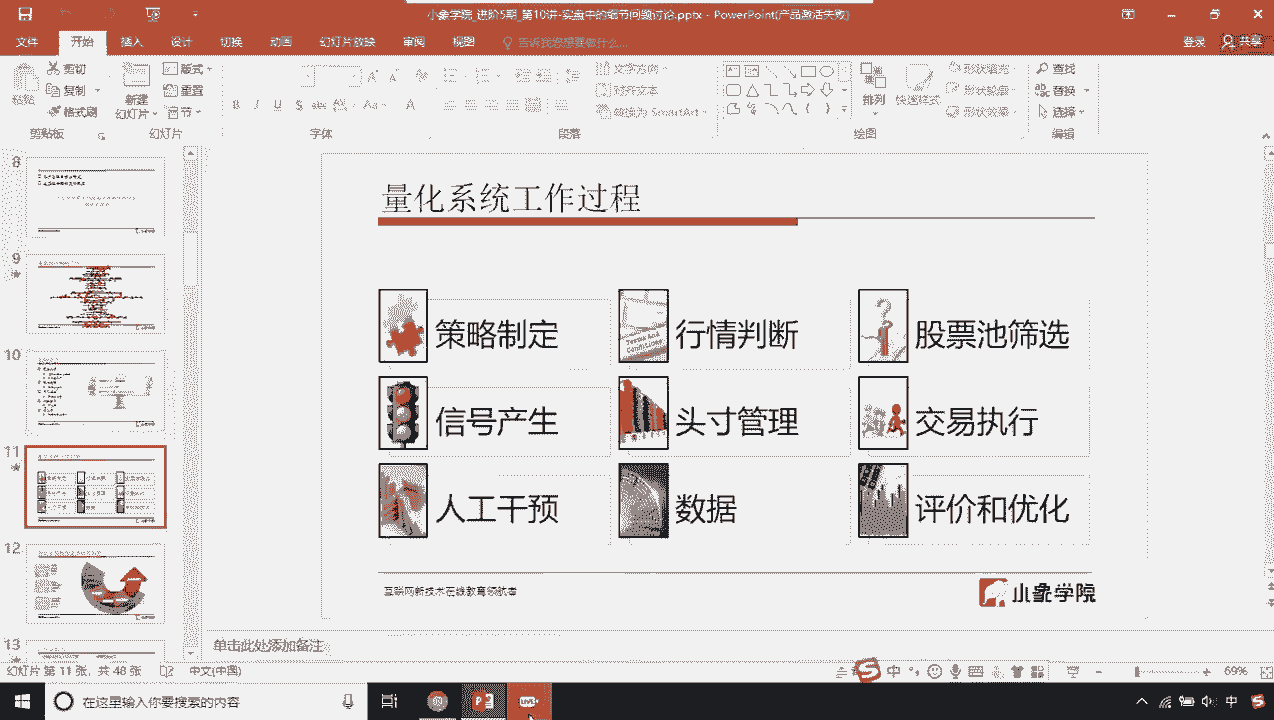 小象学院_进阶5期_第10讲-实盘中的细节问题讨论.pptx - PowerPoint(产品激活失败)
文件 开始 插入 设计 切换 动画 幻灯片放映 审阅 视图 告诉我您想要做什么... 登录 共享
粘贴 剪切 复制 格式刷 新建 幻灯片 版式 重置 节
文字方向 对齐文本 转换为 SmartArt
排列 快速样式 形状填充 形状轮廓 形状效果 查找 替换 选择
剪贴板 幻灯片 字体 段落 绘图 编辑
8
9
10
11
12
13
量化系统工作过程
策略制定 行情判断 股票池筛选
信号产生 头寸管理 交易执行
人工干预 数据 评价和优化
互联网新技术在线教育领航者 小象学院
单击此处添加备注
幻灯片 第 11 张，共 48 张 中文(中国) 中 69%
在这里输入你要搜索的内容 中